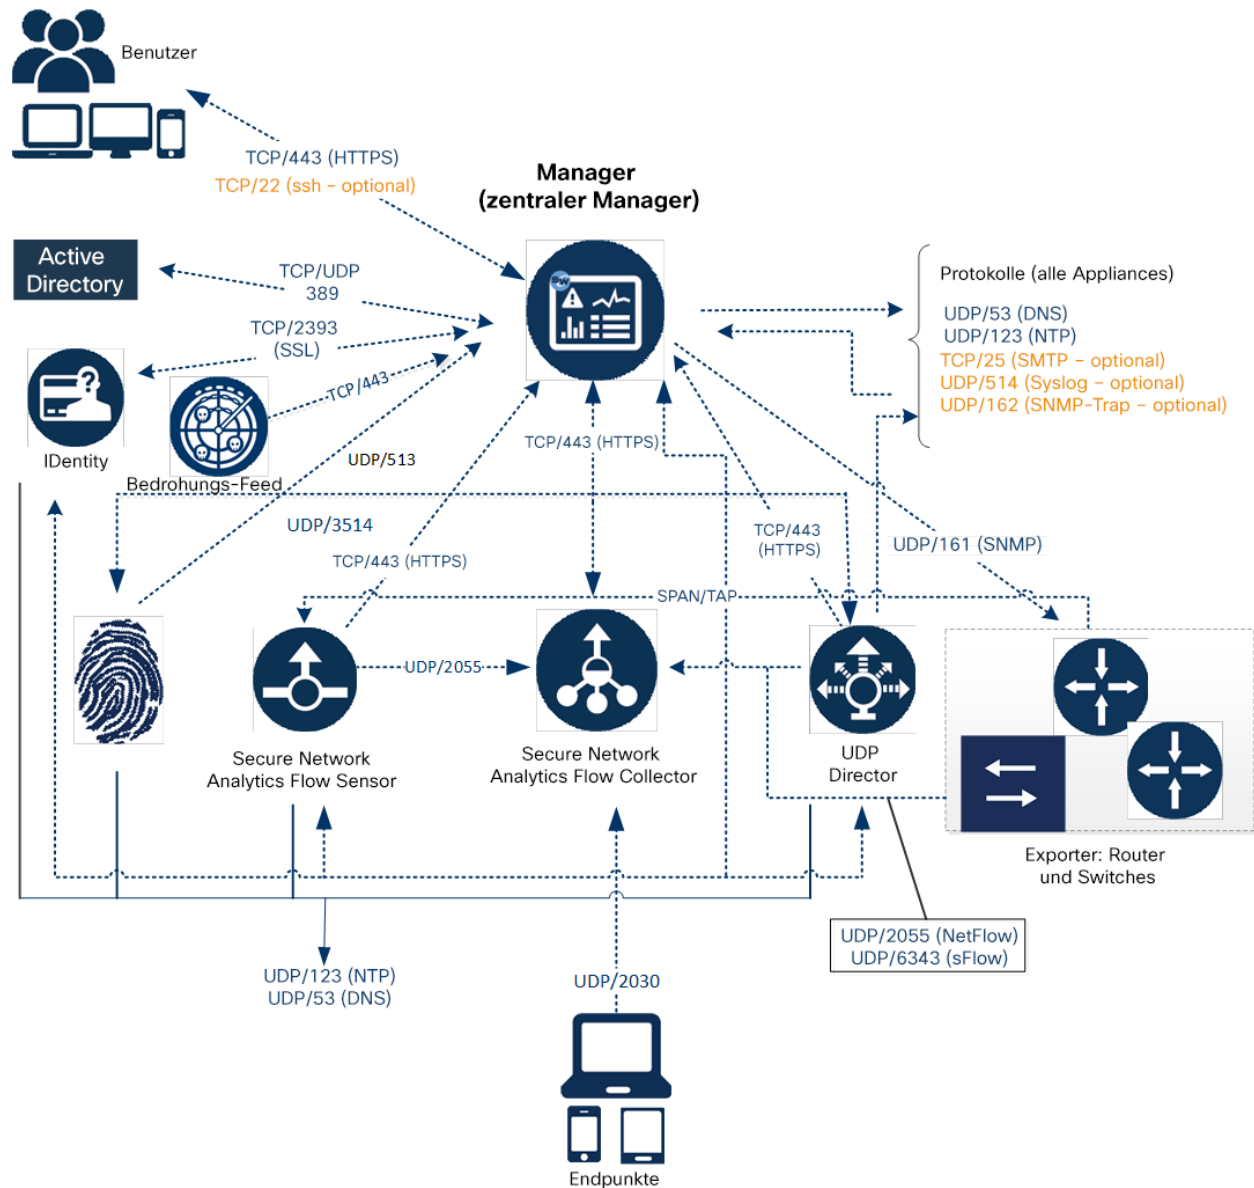 Benutzer
TCP/443 (HTTPS)
TCP/22 (ssh – optional)
Manager
(zentraler Manager)
Active
Directory
TCP/UDP
389
TCP/2393
(SSL)
TCP/443
IDentity
Bedrohungs-Feed
UDP/513
UDP/3514
TCP/443 (HTTPS)
TCP/443 (HTTPS)
TCP/443
(HTTPS)
UDP/161 (SNMP)
Protokolle (alle Appliances)
UDP/53 (DNS)
UDP/123 (NTP)
TCP/25 (SMTP – optional)
UDP/514 (Syslog – optional)
UDP/162 (SNMP-Trap – optional)
SPAN/TAP
UDP/2055
Secure Network
Analytics Flow Sensor
Secure Network
Analytics Flow Collector
UDP
Director
Exporter: Router
und Switches
UDP/2055 (NetFlow)
UDP/6343 (sFlow)
UDP/123 (NTP)
UDP/53 (DNS)
UDP/2030
Endpunkte